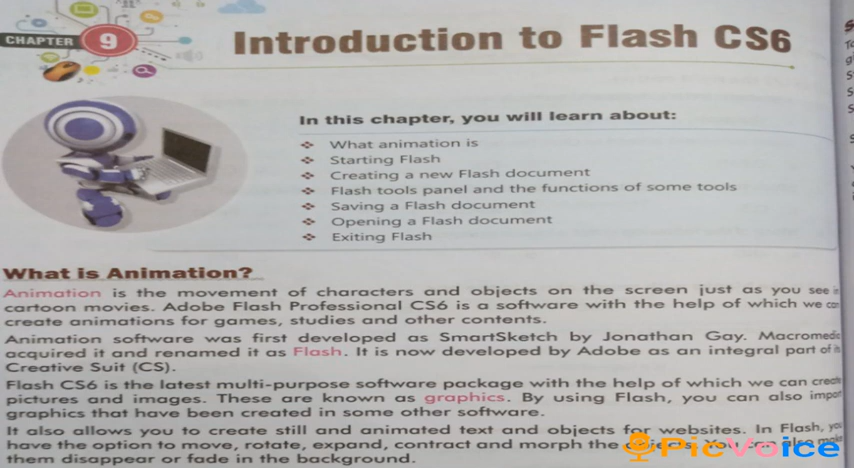 CHAPTER 9
Introduction to Flash CS6
In this chapter, you will learn about:
What animation is
Starting Flash
Creating a new Flash document
Flash tools panel and the functions of some tools
Saving a Flash document
Opening a Flash document
Exiting Flash
What is Animation?
Animation is the movement of characters and objects on the screen just as you see
cartoon movies. Adobe Flash Professional CS6 is a software with the help of which we can
create animations for games, studies and other contents.
Animation software was first developed as SmartSketch by Jonathan Gay. Macromedia
acquired it and renamed it as Flash. It is now developed by Adobe as an integral part of
Creative Suit (CS).
Flash CS6 is the latest multi-purpose software package with the help of which we can create
pictures and images. These are known as graphics. By using Flash, you can also import
graphics that have been created in some other software.
It also allows you to create still and animated text and objects for websites. In Flash, you
have the option to move, rotate, expand, contract and morph the objects. You can also make
them disappear or fade in the background.
PicVoice